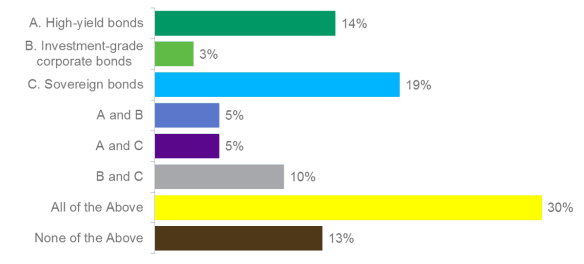 A. High-yield bonds 14%
B. Investment-grade
corporate bonds 3%
C. Sovereign bonds 19%
A and B 5%
A and C 5%
B and C 10%
All of the Above 30%
None of the Above 13%